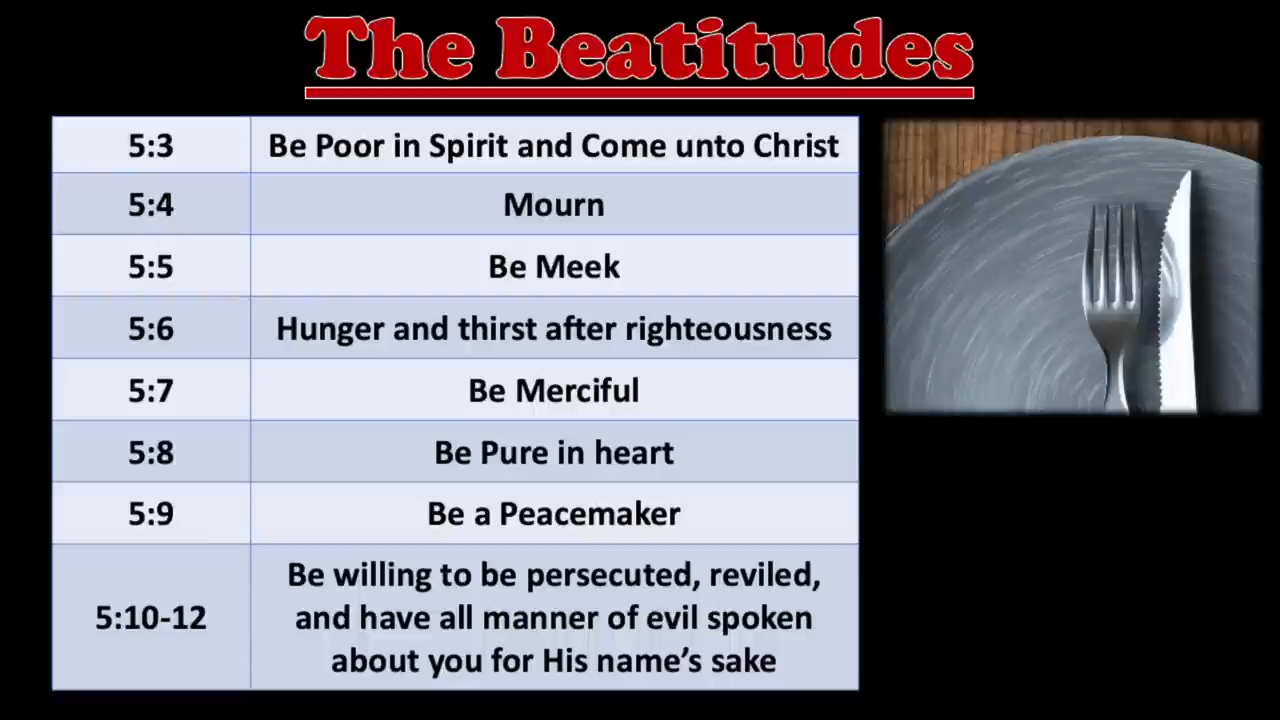 The Beatitudes
5:3 Be Poor in Spirit and Come unto Christ
5:4 Mourn
5:5 Be Meek
5:6 Hunger and thirst after righteousness
5:7 Be Merciful
5:8 Be Pure in heart
5:9 Be a Peacemaker
5:10-12 Be willing to be persecuted, reviled,
and have all manner of evil spoken
about you for His name’s sake